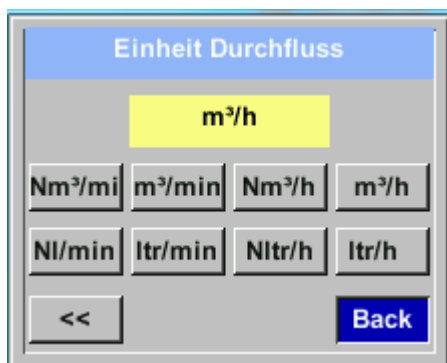 Einheit Durchfluss
m³/h
Nm³/mi m³/min Nm³/h m³/h
Nl/min ltr/min Nltr/h ltr/h
<< Back